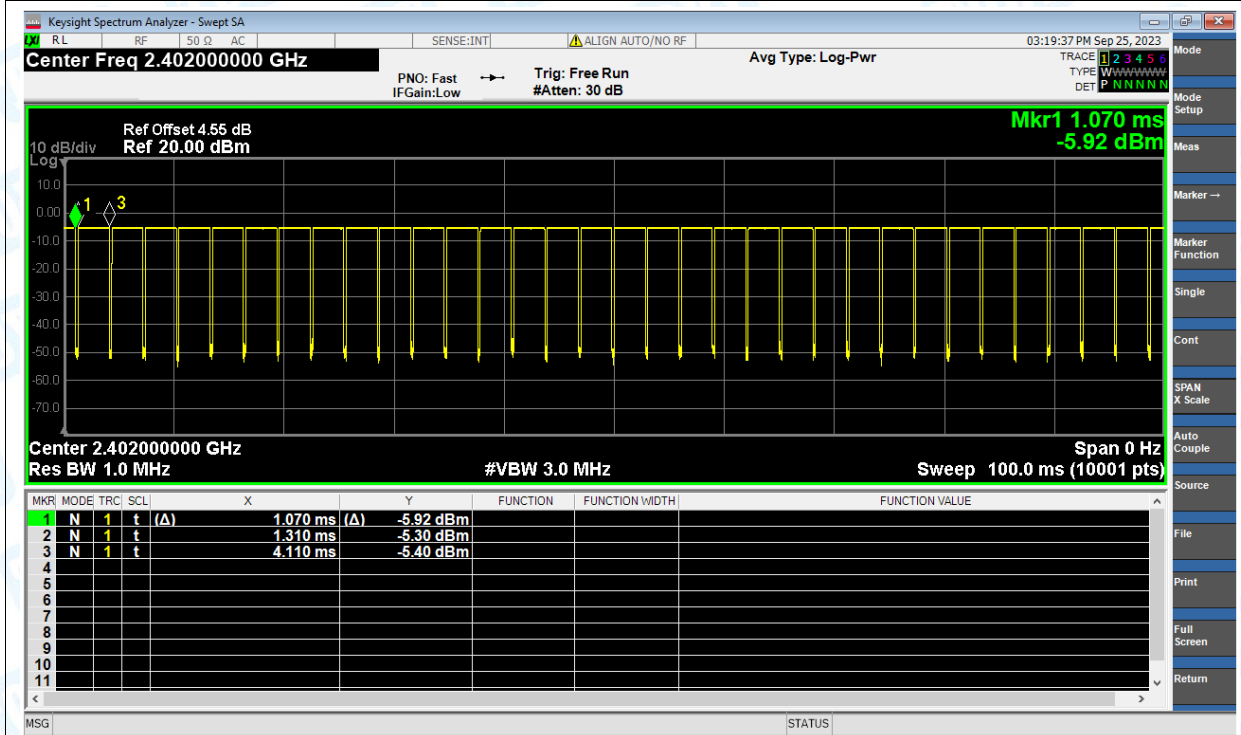 Keysight Spectrum Analyzer - Swept SA
LXI RL RF 50 Ω AC SENSE:INT ALIGN AUTO/NO RF 03:19:37 PM Sep 25, 2023
Center Freq 2.402000000 GHz
PNO: Fast
IFGain:Low
Trig: Free Run
#Atten: 30 dB
Avg Type: Log-Pwr
TRACE 1 2 3 4 5 6
TYPE WWWWWW
DET P N N N N N
Mkr1 1.070 ms
-5.92 dBm
Ref Offset 4.55 dB
10 dB/div Ref 20.00 dBm
Log
10.0
0.00
-10.0
-20.0
-30.0
-40.0
-50.0
-60.0
-70.0
1
3
Center 2.402000000 GHz Span 0 Hz
Res BW 1.0 MHz #VBW 3.0 MHz Sweep 100.0 ms (10001 pts)
MKR MODE TRC SCL X Y FUNCTION FUNCTION WIDTH FUNCTION VALUE
1 N 1 t (Δ) 1.070 ms (Δ) -5.92 dBm
2 N 1 t 1.310 ms -5.30 dBm
3 N 1 t 4.110 ms -5.40 dBm
4
5
6
7
8
9
10
11
MSG STATUS
Mode
Mode
Setup
Meas
Marker →
Marker
Function
Single
Cont
SPAN
X Scale
Auto
Couple
Source
File
Print
Full
Screen
Return